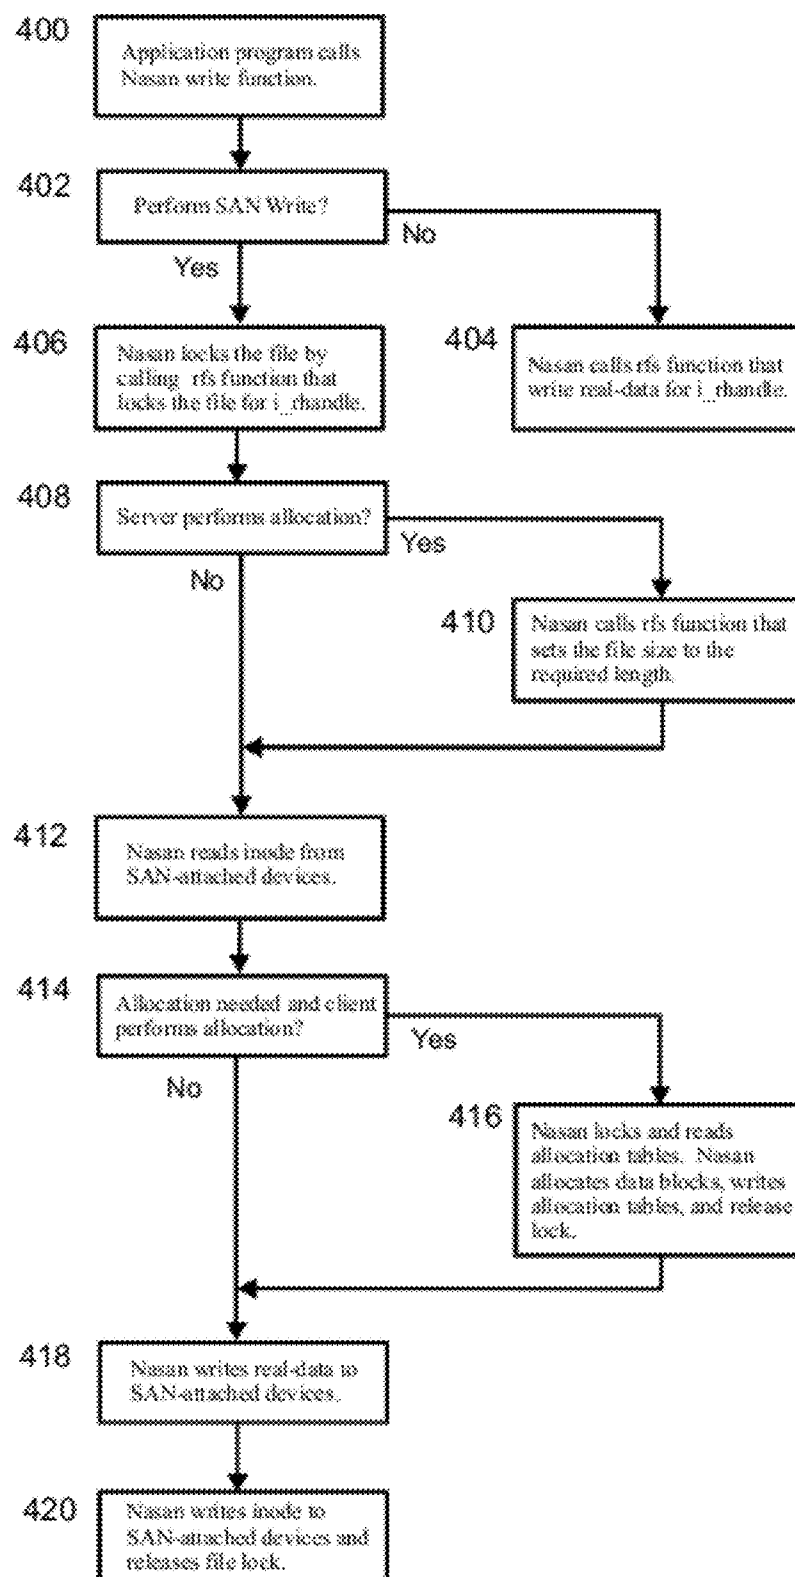 400
Application program calls
Nasan write function.
402
Perform SAN Write?
No
Yes
406
Nasan locks the file by
calling rfs function that
locks the file for i_rhandle.
404
Nasan calls rfs function that
write real-data for i_rhandle.
408
Server performs allocation?
Yes
No
410
Nasan calls rfs function that
sets the file size to the
required length.
412
Nasan reads inode from
SAN-attached devices.
414
Allocation needed and client
performs allocation?
Yes
No
416
Nasan locks and reads
allocation tables. Nasan
allocates data blocks, writes
allocation tables, and release
lock.
418
Nasan writes real-data to
SAN-attached devices.
420
Nasan writes inode to
SAN-attached devices and
releases file lock.